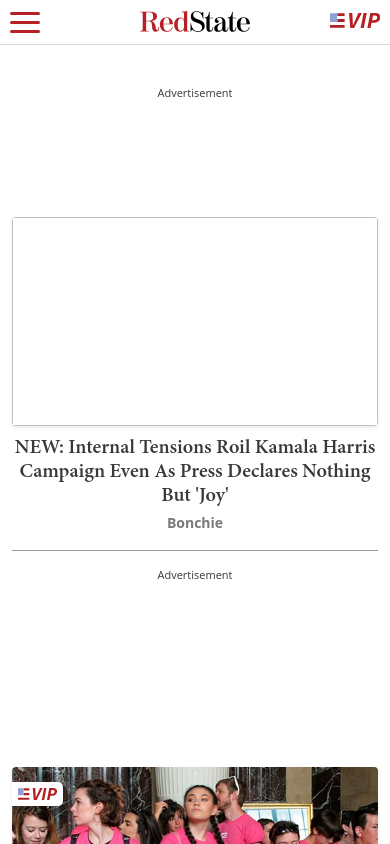 RedState
VIP
Advertisement
NEW: Internal Tensions Roil Kamala Harris
Campaign Even As Press Declares Nothing
But 'Joy'
Bonchie
Advertisement
VIP